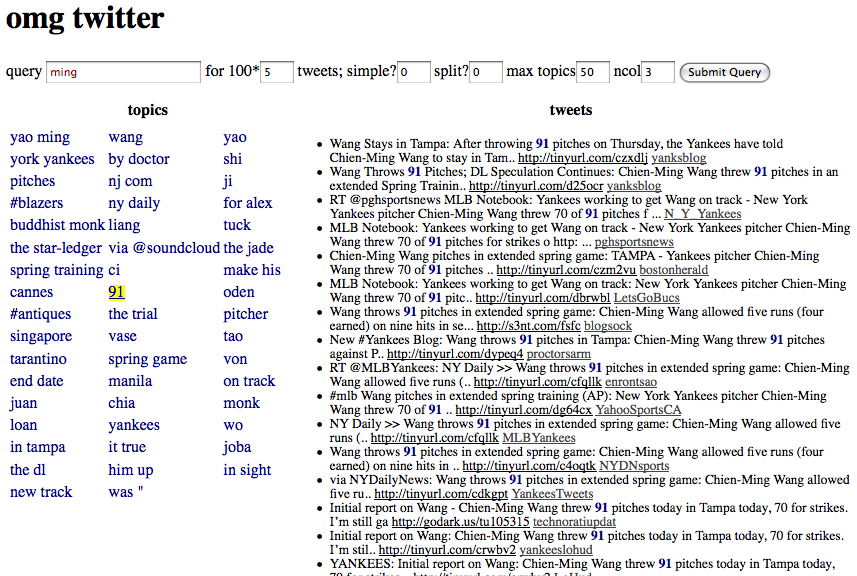 omg twitter
query ming for 100* 5 tweets; simple? 0 split? 0 max topics 50 ncol 3 Submit Query
topics
yao ming wang yao
york yankees by doctor shi
pitches nj com ji
#blazers ny daily for alex
buddhist monk liang tuck
the star-ledger via @soundcloud the jade
spring training ci make his
cannes 91 oden
#antiques the trial pitcher
singapore vase tao
tarantino spring game von
end date manila on track
juan chia monk
loan yankees wo
in tampa it true joba
the dl him up in sight
new track was "
tweets
Wang Stays in Tampa: After throwing 91 pitches on Thursday, the Yankees have told
Chien-Ming Wang to stay in Tam.. http://tinyurl.com/czxdlj yanksblog
Wang Throws 91 Pitches; DL Speculation Continues: Chien-Ming Wang threw 91 pitches in an
extended Spring Trainin.. http://tinyurl.com/d25ocr yanksblog
RT @pghsportsnews MLB Notebook: Yankees working to get Wang on track - New York
Yankees pitcher Chien-Ming Wang threw 70 of 91 pitches f ... N_Y_Yankees
MLB Notebook: Yankees working to get Wang on track - New York Yankees pitcher Chien-Ming
Wang threw 70 of 91 pitches for strikes o http: ... pghsportsnews
Chien-Ming Wang pitches in extended spring game: TAMPA - Yankees pitcher Chien-Ming
Wang threw 70 of 91 pitches .. http://tinyurl.com/czm2vu bostonherald
MLB Notebook: Yankees working to get Wang on track: New York Yankees pitcher Chien-Ming
Wang threw 70 of 91 pitc.. http://tinyurl.com/dbrwbl LetsGoBucs
Wang throws 91 pitches in extended spring game: Chien-Ming Wang allowed five runs (four
earned) on nine hits in se... http://s3nt.com/fsfc blogsock
New #Yankees Blog: Wang throws 91 pitches in Tampa: Chien-Ming Wang threw 91 pitches
against P.. http://tinyurl.com/dypeq4 proctorsarm
RT @MLBYankees: NY Daily >> Wang throws 91 pitches in extended spring game: Chien-Ming
Wang allowed five runs (.. http://tinyurl.com/cfqllk enrontsao
#mlb Wang pitches in extended spring training (AP): New York Yankees pitcher Chien-Ming
Wang threw 70 of 91 .. http://tinyurl.com/dg64cx YahooSportsCA
NY Daily >> Wang throws 91 pitches in extended spring game: Chien-Ming Wang allowed five
runs (.. http://tinyurl.com/cfqllk MLBYankees
Wang throws 91 pitches in extended spring game: Chien-Ming Wang allowed five runs (four
earned) on nine hits in .. http://tinyurl.com/c4oqtk NYDNsports
via NYDailyNews: Wang throws 91 pitches in extended spring game: Chien-Ming Wang allowed
five ru.. http://tinyurl.com/cdkgpt YankeesTweets
Initial report on Wang - Chien-Ming Wang threw 91 pitches today in Tampa today, 70 for strikes.
I'm still ga http://godark.us/tu105315 technoratiupdat
Initial report on Wang: Chien-Ming Wang threw 91 pitches today in Tampa today, 70 for strikes.
I'm stil.. http://tinyurl.com/crwbv2 yankeeslohud
YANKEES: Initial report on Wang: Chien-Ming Wang threw 91 pitches today in Tampa today,